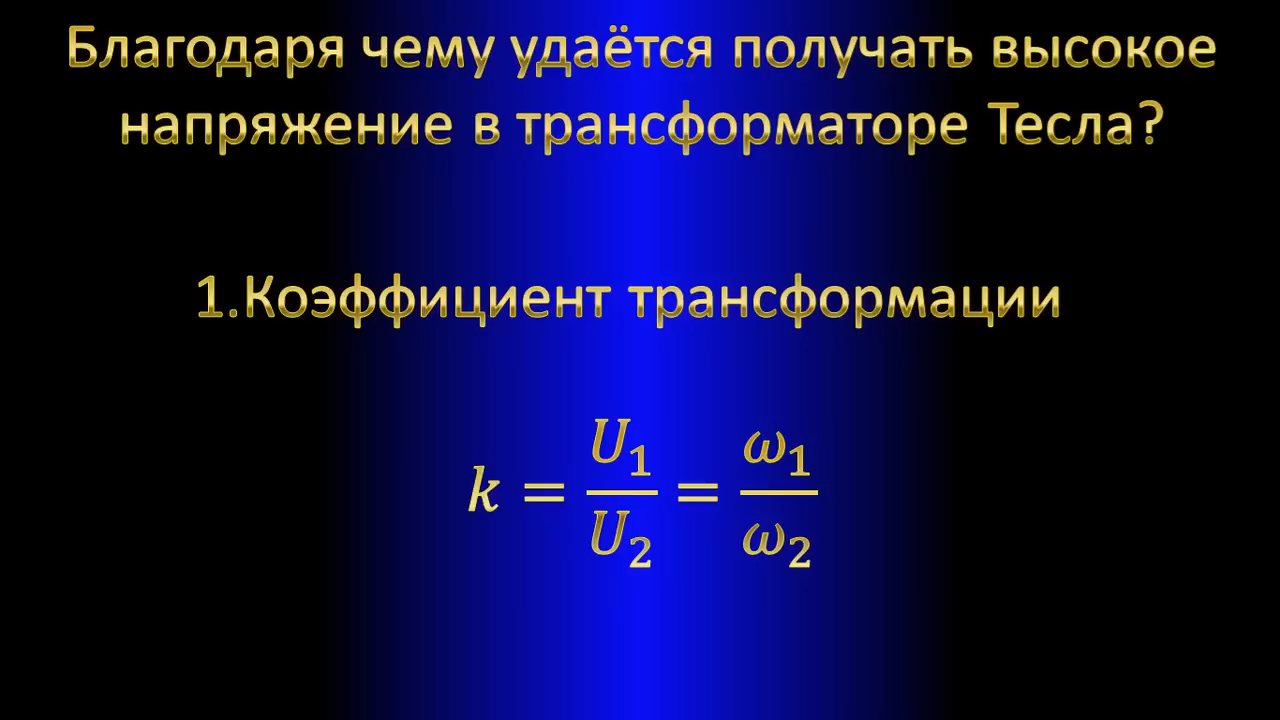 Благодаря чему удаётся получать высокое
напряжение в трансформаторе Тесла?
1.Коэффициент трансформации
k = U₁/U₂ = ω₁/ω₂